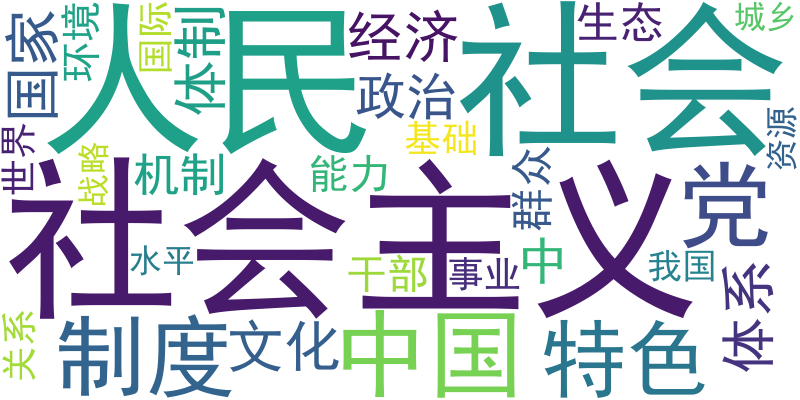 国家
环境
人民
国际
体制
经济
社会
生态
城乡
政治
世界
战略
机制
基础
能力
群众
资源
党
社会主义
水平
干部
事业
中
我国
体系
关系
制度
文化
中国
特色